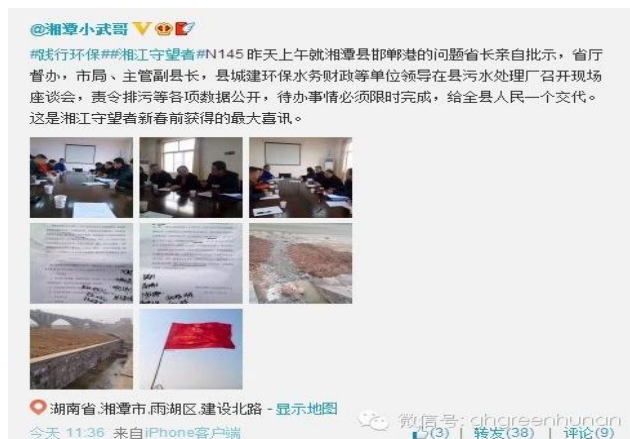 @湘潭小武哥
#践行环保##湘江守望者#N145 昨天上午就湘潭县邯郸港的问题省长亲自批示，省厅
督办，市局、主管副县长，县城建环保水务财政等单位领导在县污水处理厂召开现场
座谈会，责令排污等各项数据公开，待办事情必须限时完成，给全县人民一个交代。
这是湘江守望者新春前获得的最大喜讯。
湖南省,湘潭市,雨湖区,建设北路 - 显示地图
微信号: qhgreenhunan
今天 11:36 来自iPhone客户端 (3) | 转发(38) | 评论(9)